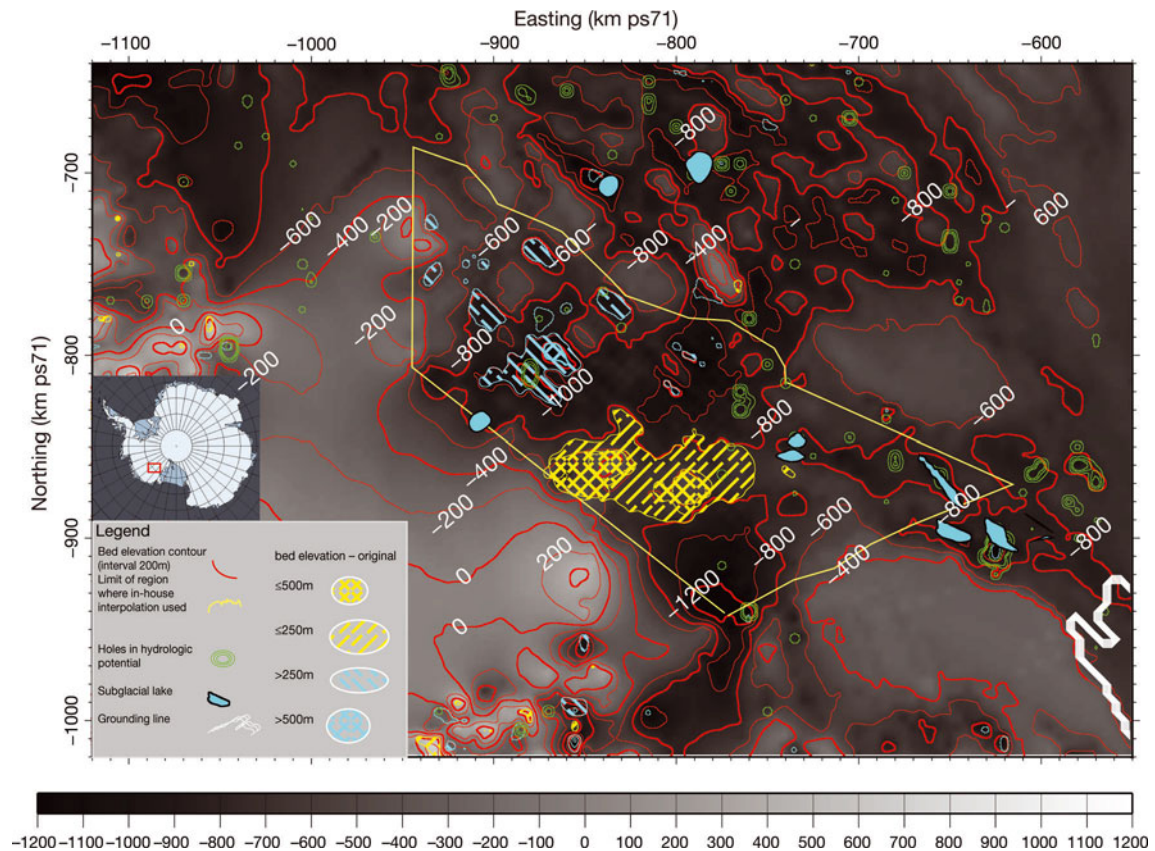 Easting (km ps71)
−1100 −1000 −900 −800 −700 −600
Northing (km ps71)
−700
−800
−900
−1000
−800
−800
600
−600
−400
−200
−600
−600
−800
−400
−200
0
−200
−800
−1000
−800
−800
−600
−400
−200
800
−600
−800
−800
−400
−1200
200
0
0
Legend
Bed elevation contour
(interval 200m)
Limit of region
where in-house
interpolation used
Holes in hydrologic
potential
Subglacial lake
Grounding line
bed elevation – original
≤500m
≤250m
>250m
>500m
−1200 −1100 −1000 −900 −800 −700 −600 −500 −400 −300 −200 −100 0 100 200 300 400 500 600 700 800 900 1000 1100 1200